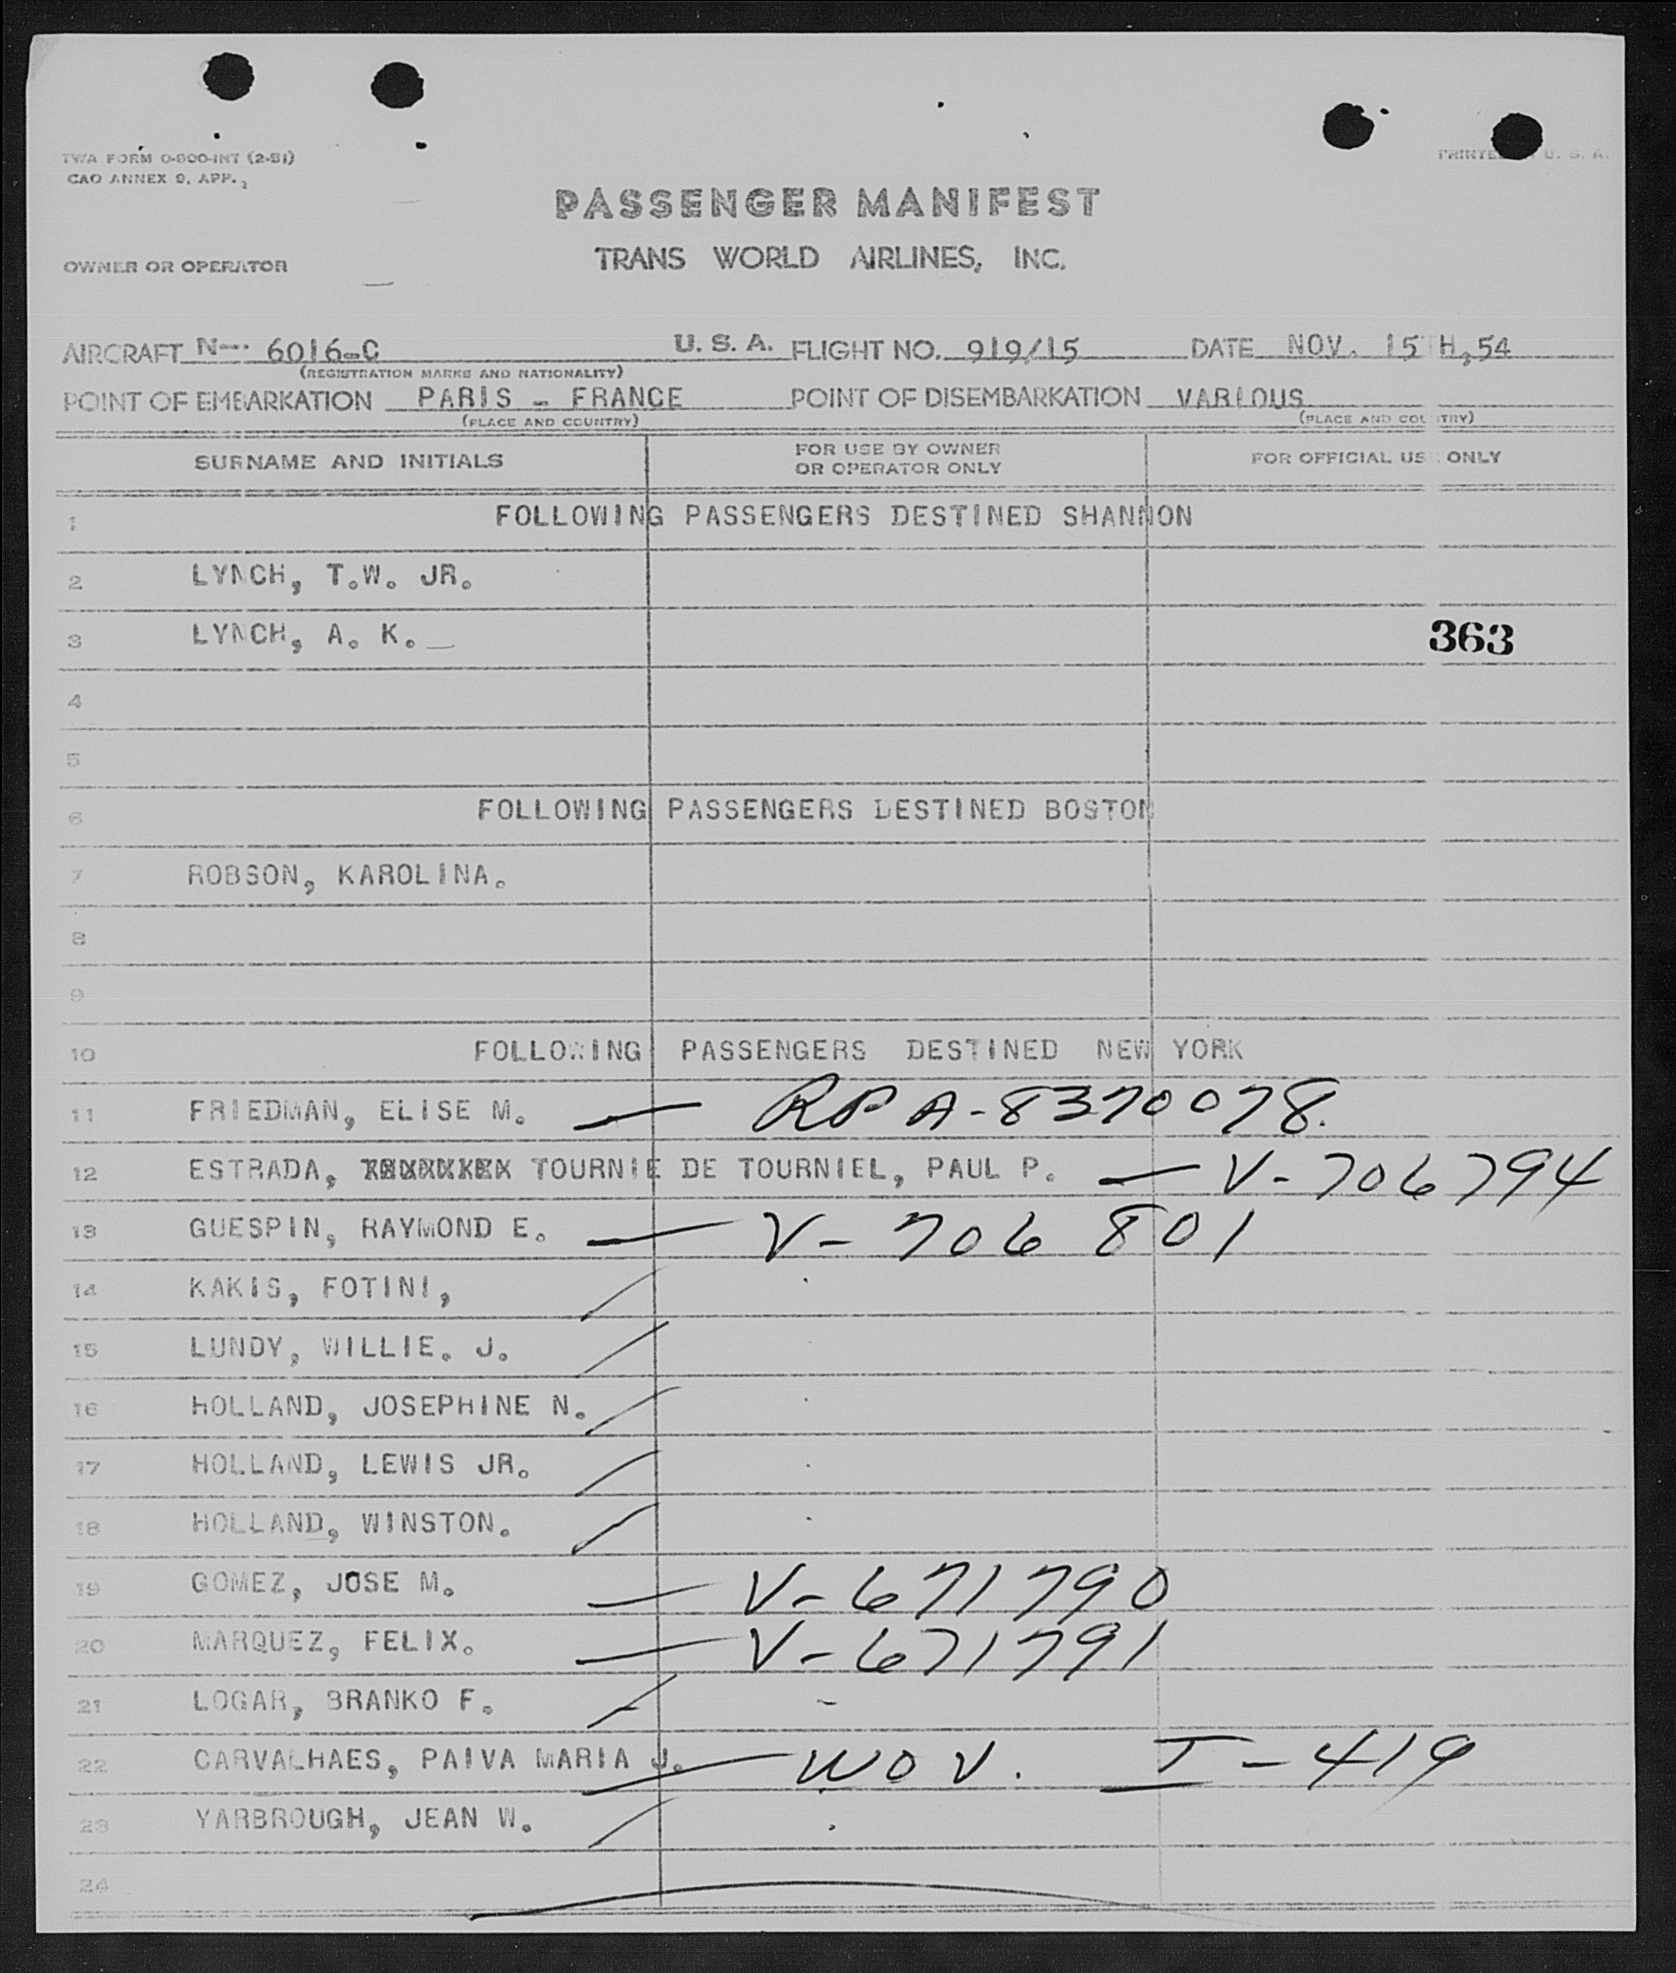 TWA FORM O-800-INT (2-51)
CAO ANNEX 9, APP. 2
PRINTED U. S. A.
PASSENGER MANIFEST
OWNER OR OPERATOR
TRANS WORLD AIRLINES, INC.
AIRCRAFT N--- 6016-C U. S. A. FLIGHT NO. 919/15 DATE NOV. 15TH,54
(REGISTRATION MARKS AND NATIONALITY)
POINT OF EMBARKATION PARIS - FRANCE POINT OF DISEMBARKATION VARIOUS
(PLACE AND COUNTRY) (PLACE AND COUNTRY)
SURNAME AND INITIALS FOR USE BY OWNER OR OPERATOR ONLY FOR OFFICIAL USE ONLY
1 FOLLOWING PASSENGERS DESTINED SHANNON
2 LYNCH, T.W. JR.
3 LYNCH, A. K. 363
4
5
6 FOLLOWING PASSENGERS DESTINED BOSTON
7 ROBSON, KAROLINA.
8
9
10 FOLLOWING PASSENGERS DESTINED NEW YORK
11 FRIEDMAN, ELISE M. — RP A-8370078.
12 ESTRADA, TOURNIE DE TOURNIEL, PAUL P. — V-706794
13 GUESPIN, RAYMOND E. — V-706801
14 KAKIS, FOTINI,
15 LUNDY, WILLIE. J.
16 HOLLAND, JOSEPHINE N.
17 HOLLAND, LEWIS JR.
18 HOLLAND, WINSTON.
19 GOMEZ, JOSE M. — V-671790
20 MARQUEZ, FELIX. — V-671791
21 LOGAR, BRANKO F.
22 CARVALHAES, PAIVA MARIA J. — WOV. I-419
23 YARBROUGH, JEAN W.
24